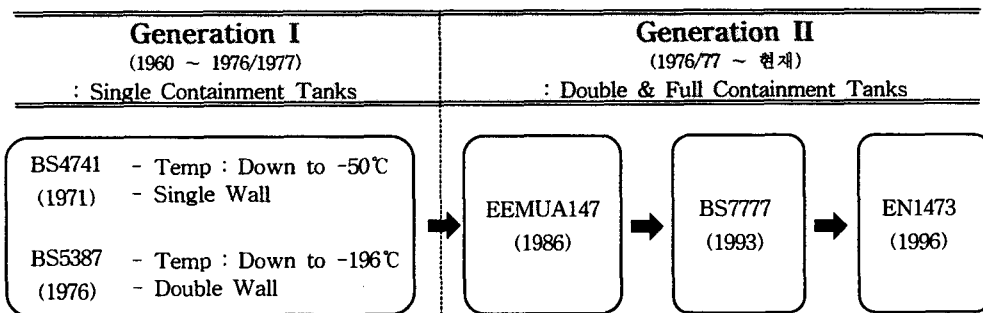 Generation I
(1960 ~ 1976/1977)
: Single Containment Tanks
Generation II
(1976/77 ~ 현재)
: Double & Full Containment Tanks
BS4741 - Temp : Down to -50℃
(1971) - Single Wall
BS5387 - Temp : Down to -196℃
(1976) - Double Wall
EEMUA147
(1986)
BS7777
(1993)
EN1473
(1996)